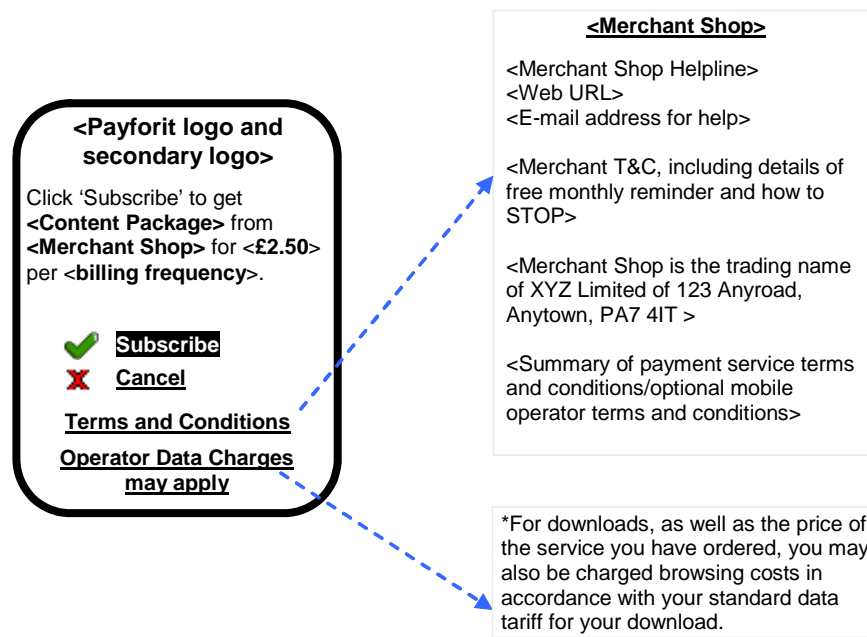 <Payforit logo and
secondary logo>
Click ‘Subscribe’ to get
<Content Package> from
<Merchant Shop> for <£2.50>
per <billing frequency>.
Subscribe
Cancel
Terms and Conditions
Operator Data Charges
may apply
<Merchant Shop>
<Merchant Shop Helpline>
<Web URL>
<E-mail address for help>
<Merchant T&C, including details of
free monthly reminder and how to
STOP>
<Merchant Shop is the trading name
of XYZ Limited of 123 Anyroad,
Anytown, PA7 4IT >
<Summary of payment service terms
and conditions/optional mobile
operator terms and conditions>
*For downloads, as well as the price of
the service you have ordered, you may
also be charged browsing costs in
accordance with your standard data
tariff for your download.